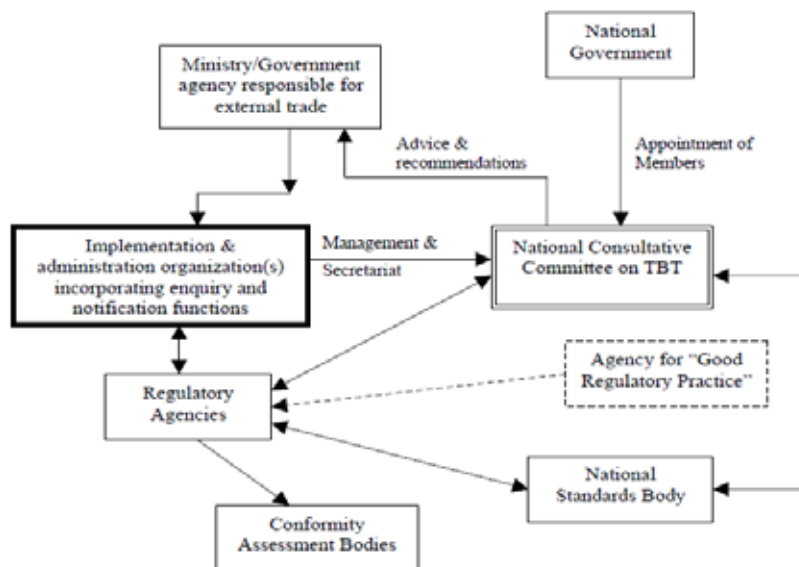 Ministry/Government
agency responsible for
external trade
National
Government
Advice &
recommendations
Appointment of
Members
Implementation &
administration organization(s)
incorporating enquiry and
notification functions
Management &
Secretariat
National Consultative
Committee on TBT
Agency for “Good
Regulatory Practice”
Regulatory
Agencies
National
Standards Body
Conformity
Assessment Bodies